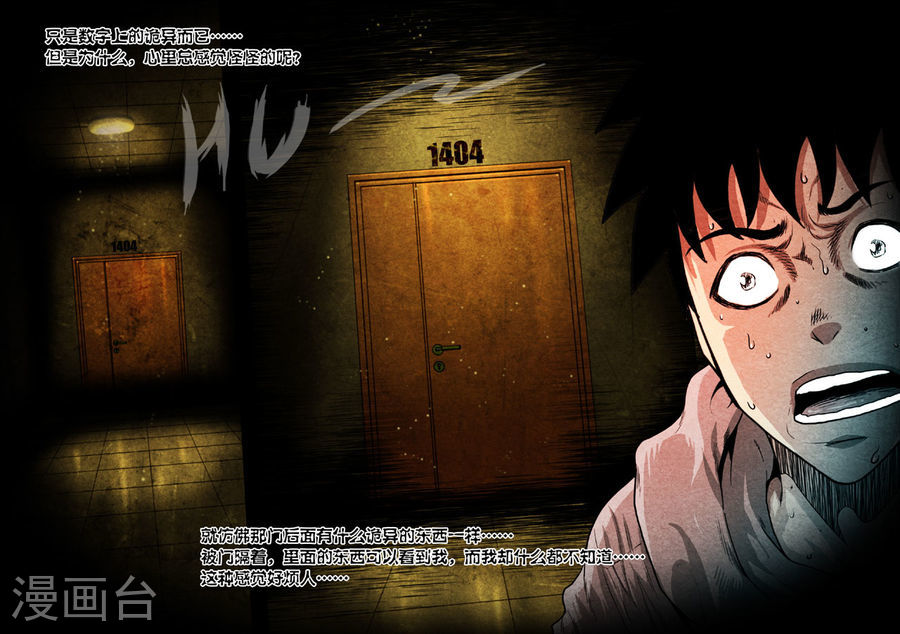 只是数字上的诡异而已……
但是为什么，心里总感觉怪怪的呢？
HU～
1404
1404
就仿佛那门后面有什么诡异的东西一样……
被门隔着，里面的东西可以看到我，而我却什么都不知道……
这种感觉好烦人……
漫画台